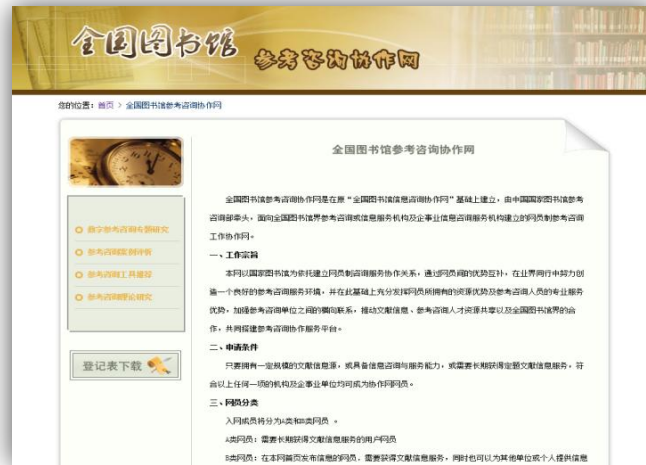 全国图书馆 参考咨询协作网
您的位置：首页 > 全国图书馆参考咨询协作网
全国图书馆参考咨询协作网
全国图书馆参考咨询协作网是在原“全国图书馆信息咨询协作网”基础上建立，由中国国家图书馆参考
咨询部牵头，面向全国图书馆界参考咨询或信息服务机构及企事业信息咨询服务机构建立的网员制参考咨询
工作协作网。
一、工作宗旨
本网以国家图书馆为依托建立网员制咨询服务协作关系，通过网员间的优势互补，在业界同行中努力创
造一个良好的参考咨询服务环境，并在此基础上充分发挥网员所拥有的资源优势及参考咨询人员的专业服务
优势，加强参考咨询单位之间的横向联系，推动文献信息、参考咨询人才资源共享以及全国图书馆界的合
作，共同搭建参考咨询协作服务平台。
二、申请条件
只要拥有一定规模的文献信息源，或具备信息咨询与服务能力，或需要长期获得定题文献信息服务，符
合以上任何一项的机构及企事业单位均可成为协作网网员。
三、网员分类
入网成员将分为A类和B类网员 。
A类网员：需要长期获得文献信息服务的用户网员
B类网员：在本网首页发布信息的网员，需要获得文献信息服务，同时也可以为其他单位或个人提供信息
数字参考咨询专题研究
参考咨询案例评析
参考咨询工具推荐
参考咨询理论研究
登记表下载